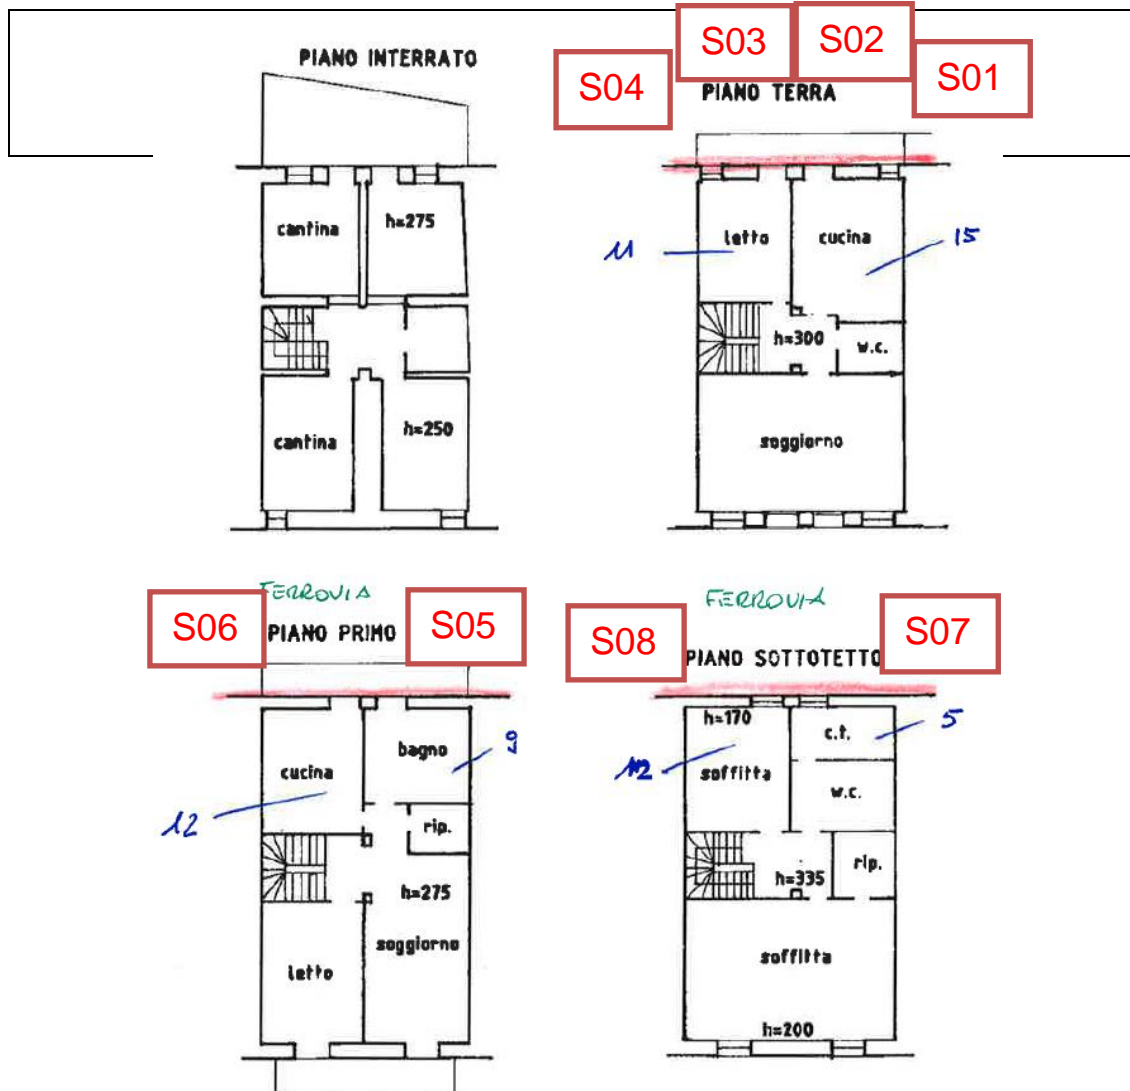 S03
S02
S04
S01
PIANO INTERRATO
PIANO TERRA
cantina
h=275
cantina
h=250
letto
cucina
11
15
h=300
w.c.
soggiorno
FERROVIA
S06
PIANO PRIMO
S05
FERROVIA
S08
PIANO SOTTOTETTO
S07
cucina
bagno
12
rip.
h=275
soggiorno
letto
h=170
c.t.
5
soffitta
w.c.
h=335
rip.
soffitta
h=200